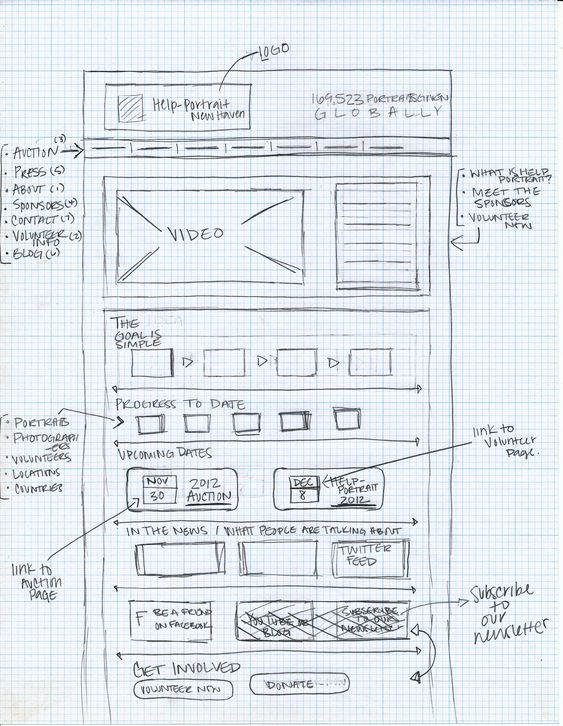 LOGO
Help-Portrait
New Haven
169,523 PORTRAITS GIVEN
GLOBALLY
• AUCTION (3)
• PRESS (5)
• ABOUT (1)
• SPONSORS (4)
• CONTACT (7)
• VOLUNTEER (2)
INFO
• BLOG (6)
VIDEO
• WHAT IS HELP
PORTRAIT?
• MEET THE
SPONSORS
• VOLUNTEER
NOW
THE
GOAL IS
SIMPLE
PROGRESS TO DATE
• PORTRAITS
• PHOTOGRAPH
-ERS
• VOLUNTEERS
• LOCATIONS
• COUNTRIES
UPCOMING DATES
NOV
30
2012
AUCTION
DEC
8
HELP-
PORTRAIT
2012
link to
Volunteer
page.
IN THE NEWS / WHAT PEOPLE ARE TALKING ABOUT
TWITTER
FEED
link to
Auction
PAGE
F BE A FRIEND
ON FACEBOOK
BLOG
SUBSCRIBE
TO OUR
NEWSLETTER
Subscribe
to
our
newsletter
GET INVOLVED
VOLUNTEER NOW
DONATE